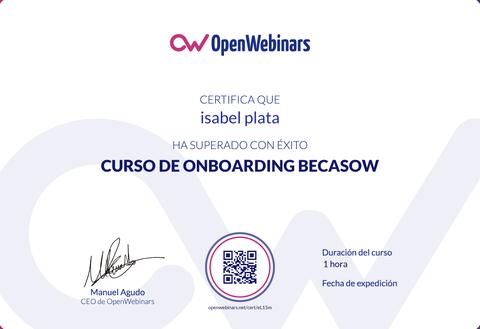 OpenWebinars
CERTIFICA QUE
isabel plata
HA SUPERADO CON ÉXITO
CURSO DE ONBOARDING BECASOW
Manuel Agudo
CEO de OpenWebinars
openwebinars.net/cert/eL15m
Duración del curso
1 hora
Fecha de expedición